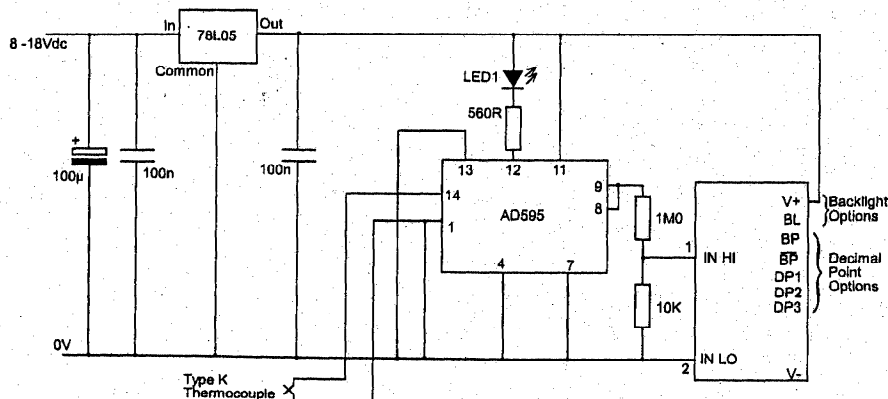 8 -18Vdc
In
78L05
Out
Common
LED1
560R
+
100µ
100n
100n
13
12
11
14
1
AD595
9
8
4
7
1M0
10K
1
IN HI
IN LO
2
V+
BL
BP
BP
DP1
DP2
DP3
V-
Backlight
Options
Decimal
Point
Options
0V
Type K
Thermocouple